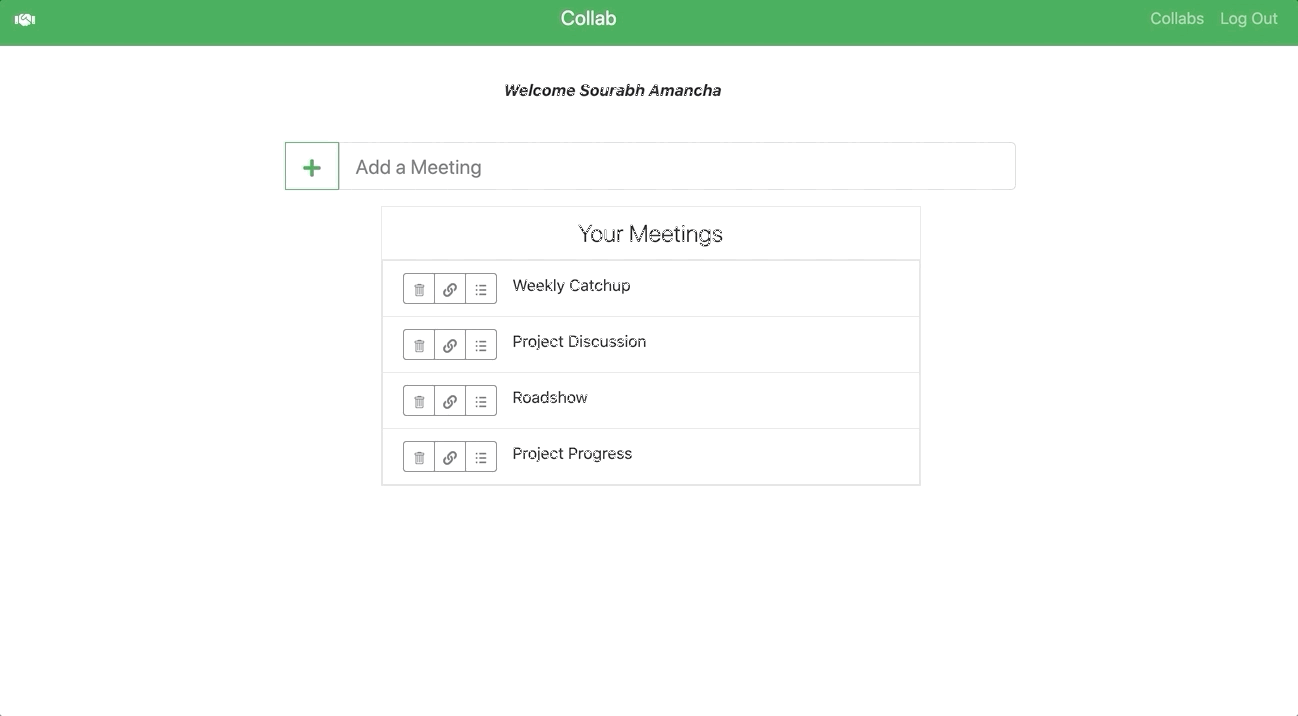 Collab
Collabs
Log Out
Welcome Sourabh Amancha
Add a Meeting
Your Meetings
Weekly Catchup
Project Discussion
Roadshow
Project Progress